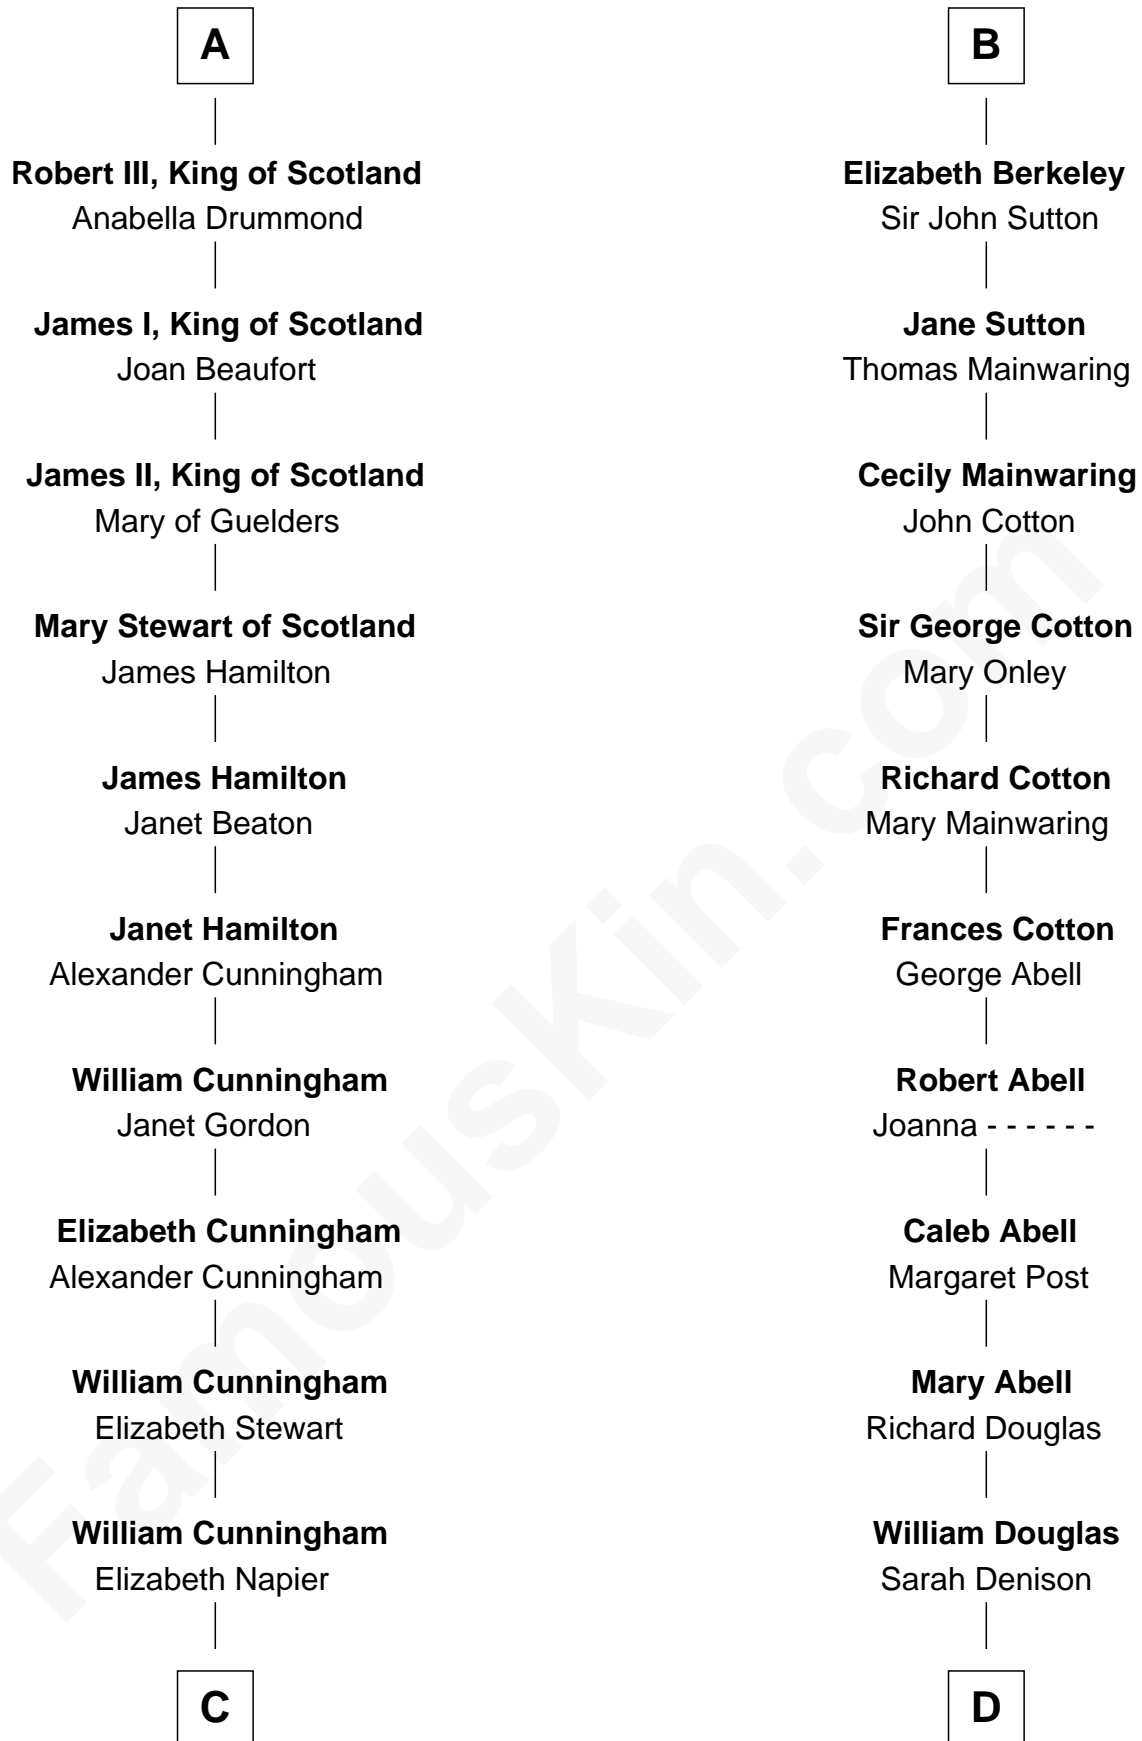 A
Robert III, King of Scotland
Anabella Drummond
James I, King of Scotland
Joan Beaufort
James II, King of Scotland
Mary of Guelders
Mary Stewart of Scotland
James Hamilton
James Hamilton
Janet Beaton
Janet Hamilton
Alexander Cunningham
William Cunningham
Janet Gordon
Elizabeth Cunningham
Alexander Cunningham
William Cunningham
Elizabeth Stewart
William Cunningham
Elizabeth Napier
C
B
Elizabeth Berkeley
Sir John Sutton
Jane Sutton
Thomas Mainwaring
Cecily Mainwaring
John Cotton
Sir George Cotton
Mary Onley
Richard Cotton
Mary Mainwaring
Frances Cotton
George Abell
Robert Abell
Joanna - - - - - -
Caleb Abell
Margaret Post
Mary Abell
Richard Douglas
William Douglas
Sarah Denison
D
FamousKin.com